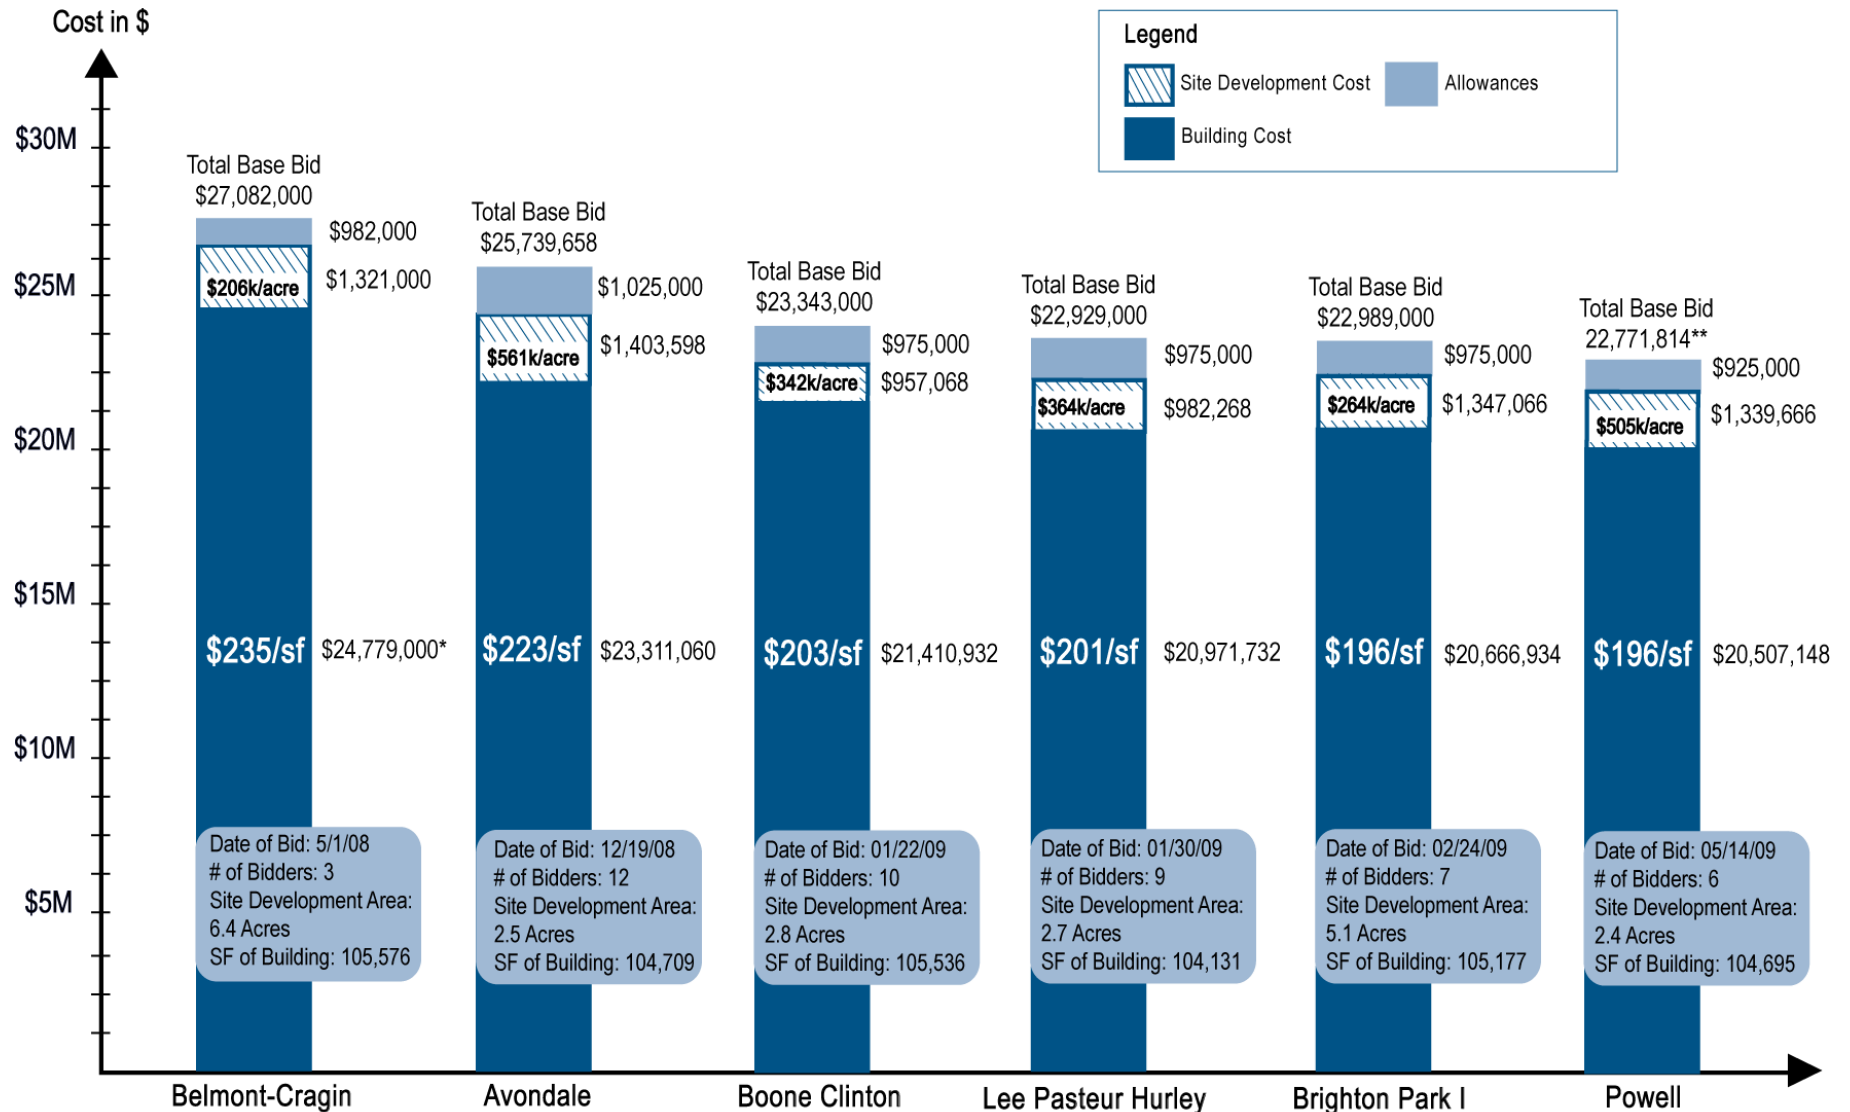 Cost in $
Legend
Site Development Cost
Allowances
Building Cost
$30M
$25M
$20M
$15M
$10M
$5M
Total Base Bid
$27,082,000
$982,000
$1,321,000
$206k/acre
$235/sf
$24,779,000*
Date of Bid: 5/1/08
# of Bidders: 3
Site Development Area:
6.4 Acres
SF of Building: 105,576
Belmont-Cragin
Total Base Bid
$25,739,658
$1,025,000
$1,403,598
$561k/acre
$223/sf
$23,311,060
Date of Bid: 12/19/08
# of Bidders: 12
Site Development Area:
2.5 Acres
SF of Building: 104,709
Avondale
Total Base Bid
$23,343,000
$975,000
$957,068
$342k/acre
$203/sf
$21,410,932
Date of Bid: 01/22/09
# of Bidders: 10
Site Development Area:
2.8 Acres
SF of Building: 105,536
Boone Clinton
Total Base Bid
$22,929,000
$975,000
$982,268
$364k/acre
$201/sf
$20,971,732
Date of Bid: 01/30/09
# of Bidders: 9
Site Development Area:
2.7 Acres
SF of Building: 104,131
Lee Pasteur Hurley
Total Base Bid
$22,989,000
$975,000
$1,347,066
$264k/acre
$196/sf
$20,666,934
Date of Bid: 02/24/09
# of Bidders: 7
Site Development Area:
5.1 Acres
SF of Building: 105,177
Brighton Park I
Total Base Bid
22,771,814**
$925,000
$1,339,666
$505k/acre
$196/sf
$20,507,148
Date of Bid: 05/14/09
# of Bidders: 6
Site Development Area:
2.4 Acres
SF of Building: 104,695
Powell